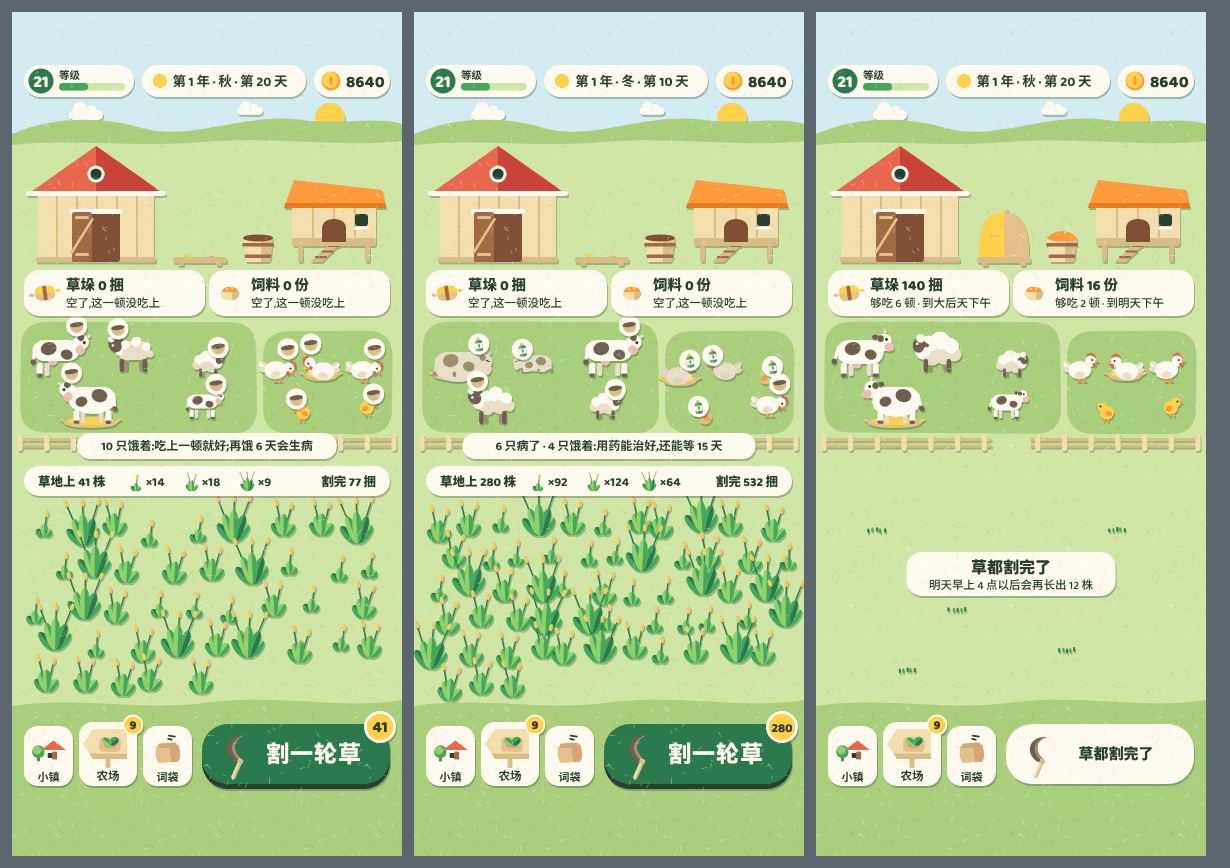 21
等级
第 1 年 · 秋 · 第 20 天
8640
草垛 0 捆
空了,这一顿没吃上
饲料 0 份
空了,这一顿没吃上
10 只饿着:吃上一顿就好;再饿 6 天会生病
草地上 41 株
×14
×18
×9
割完 77 捆
小镇
9
农场
词袋
割一轮草
41
21
等级
第 1 年 · 冬 · 第 10 天
8640
草垛 0 捆
空了,这一顿没吃上
饲料 0 份
空了,这一顿没吃上
6 只病了 · 4 只饿着:用药能治好,还能等 15 天
草地上 280 株
×92
×124
×64
割完 532 捆
小镇
9
农场
词袋
割一轮草
280
21
等级
第 1 年 · 秋 · 第 20 天
8640
草垛 140 捆
够吃 6 顿 · 到大后天下午
饲料 16 份
够吃 2 顿 · 到明天下午
草都割完了
明天早上 4 点以后会再长出 12 株
小镇
9
农场
词袋
草都割完了